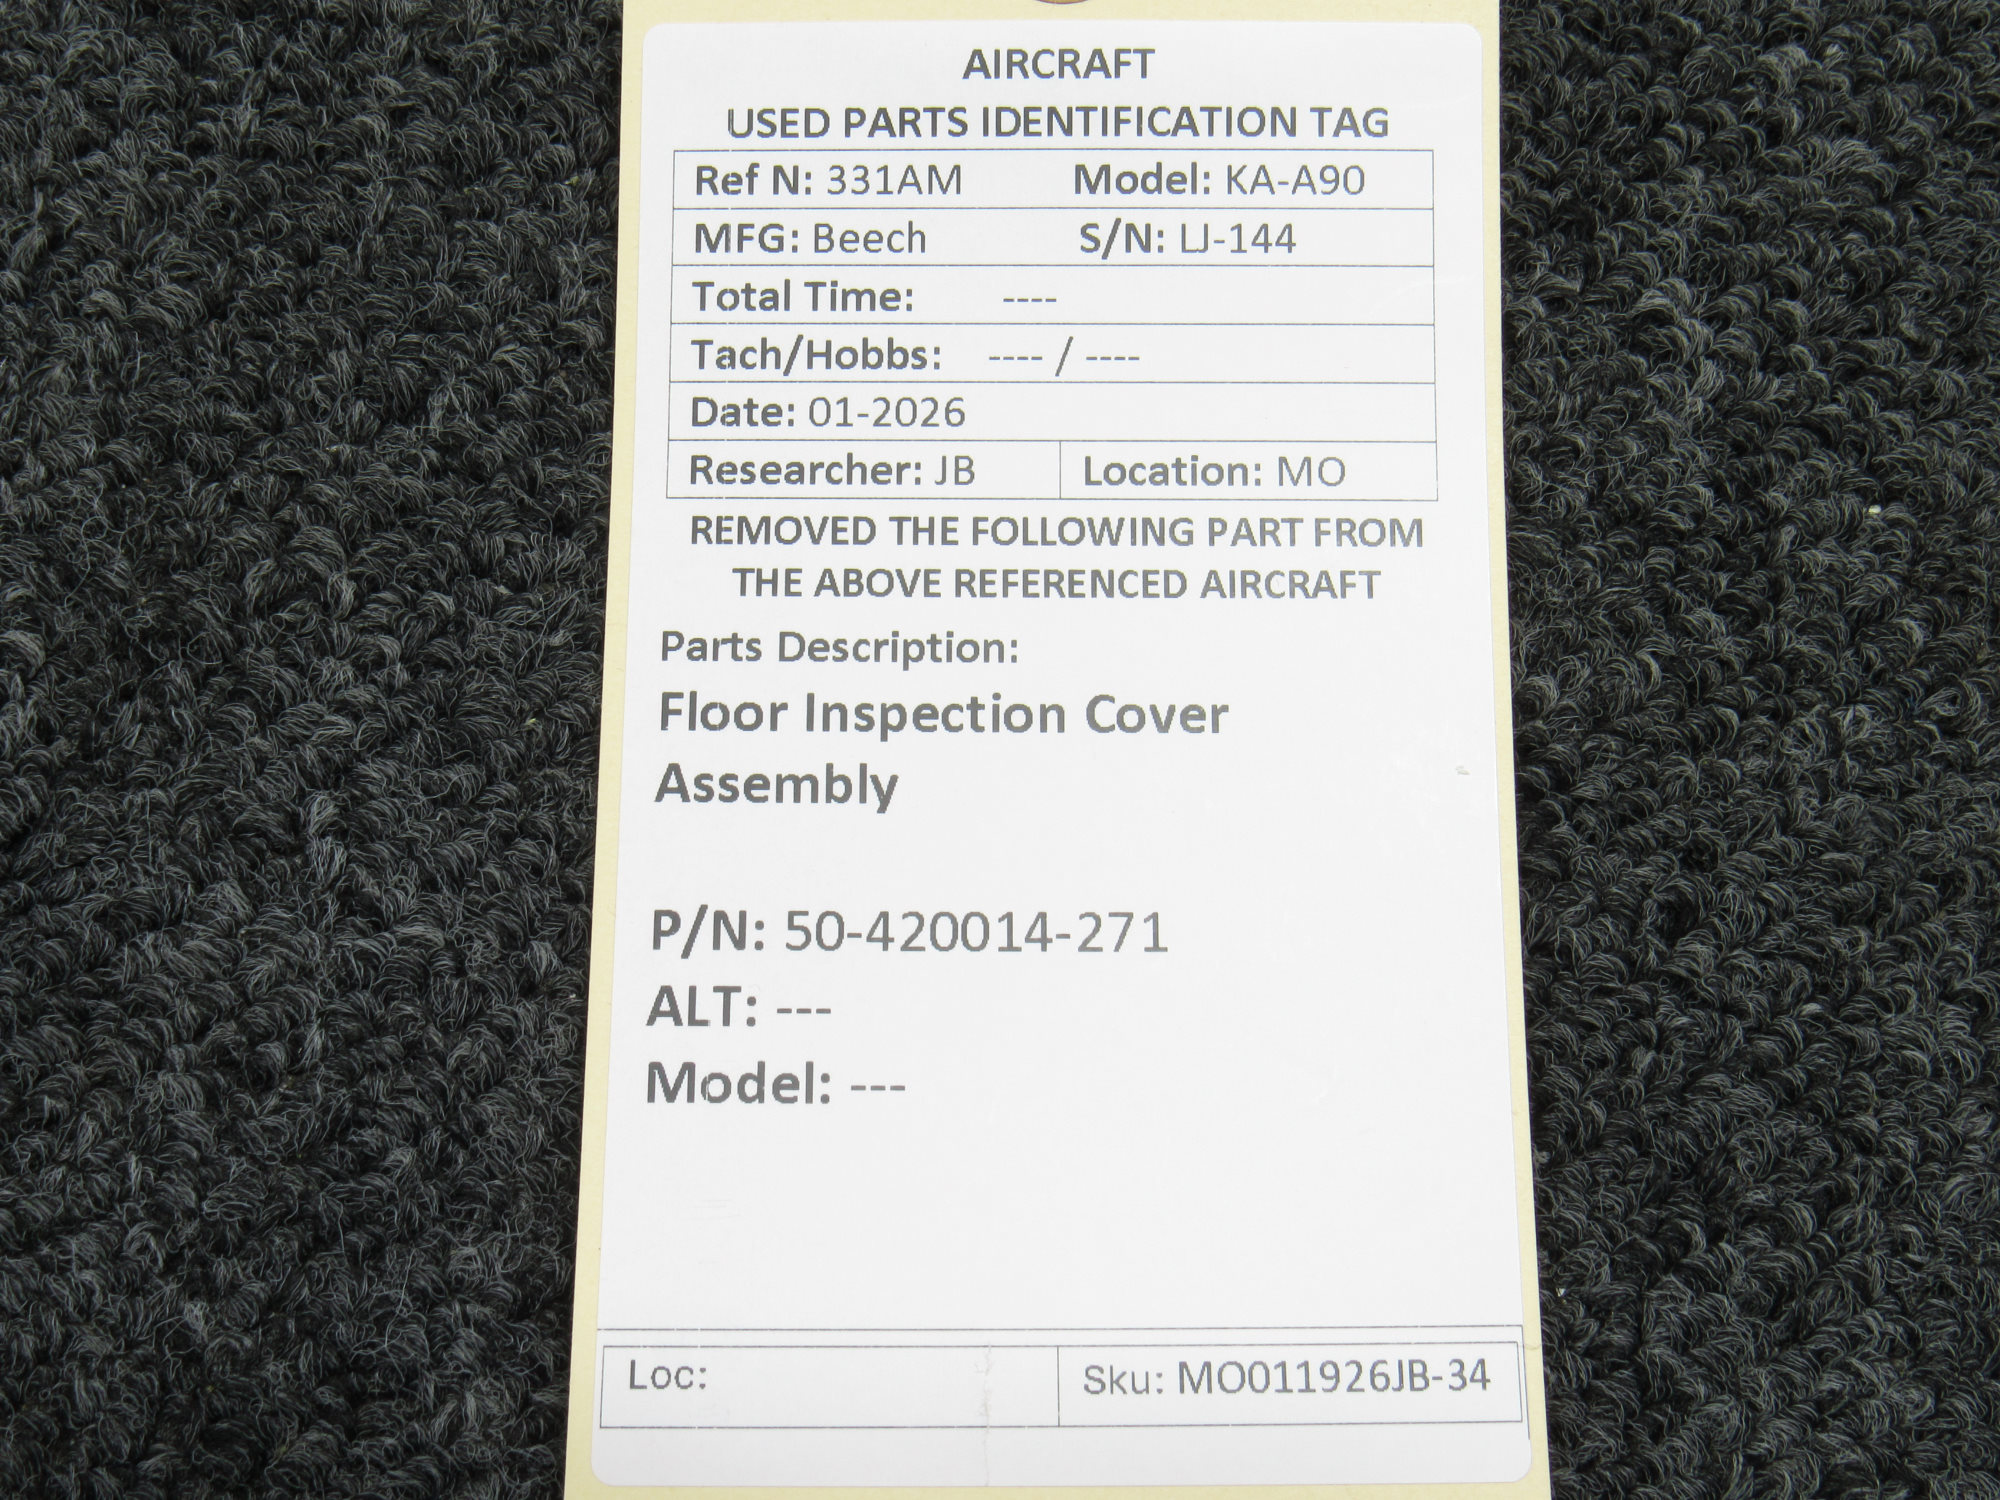 AIRCRAFT
USED PARTS IDENTIFICATION TAG
Ref N: 331AM Model: KA-A90
MFG: Beech S/N: LJ-144
Total Time: ----
Tach/Hobbs: ---- / ----
Date: 01-2026
Researcher: JB Location: MO
REMOVED THE FOLLOWING PART FROM
THE ABOVE REFERENCED AIRCRAFT
Parts Description:
Floor Inspection Cover
Assembly
P/N: 50-420014-271
ALT: ---
Model: ---
Loc: Sku: MO011926JB-34